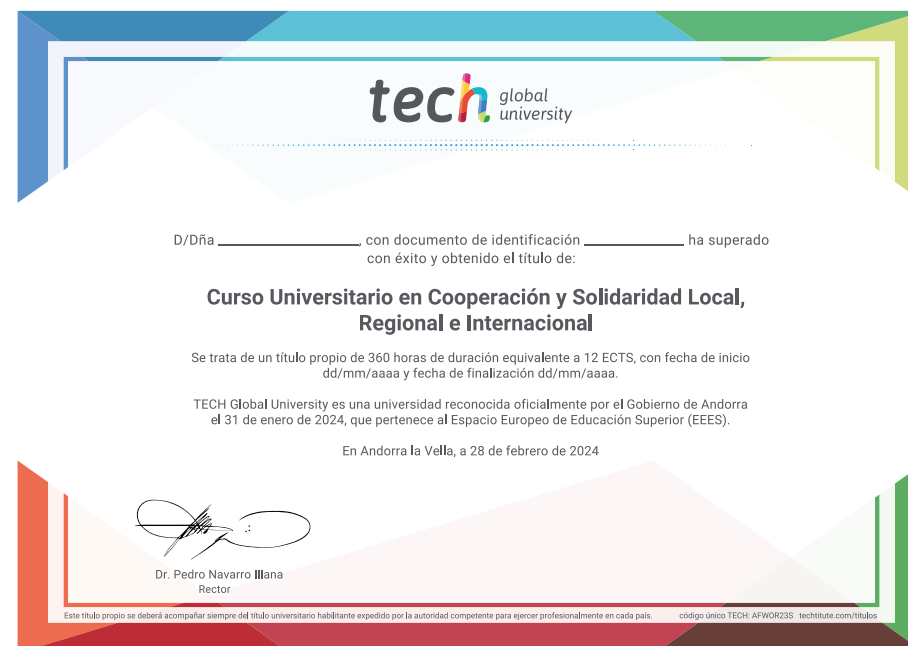 tech global university
D/Dña ________________, con documento de identificación ____________ ha superado
con éxito y obtenido el título de:
Curso Universitario en Cooperación y Solidaridad Local,
Regional e Internacional
Se trata de un título propio de 360 horas de duración equivalente a 12 ECTS, con fecha de inicio
dd/mm/aaaa y fecha de finalización dd/mm/aaaa.
TECH Global University es una universidad reconocida oficialmente por el Gobierno de Andorra
el 31 de enero de 2024, que pertenece al Espacio Europeo de Educación Superior (EEES).
En Andorra la Vella, a 28 de febrero de 2024
Dr. Pedro Navarro Illana
Rector
Este título propio se deberá acompañar siempre del título universitario habilitante expedido por la autoridad competente para ejercer profesionalmente en cada país. código único TECH: AFWOR23S techtitute.com/titulos